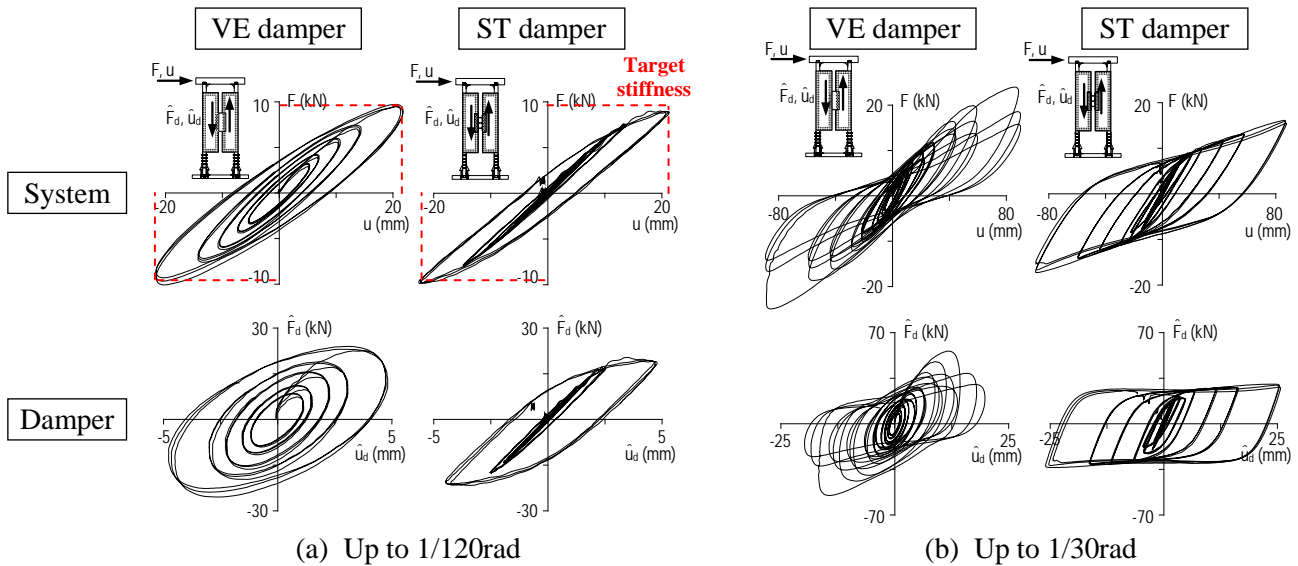 VE damper
ST damper
VE damper
ST damper
F, u
F̂d, ûd
10
F (kN)
-20
20
u (mm)
-10
F, u
F̂d, ûd
Target
stiffness
10
F (kN)
-20
20
u (mm)
-10
F, u
F̂d, ûd
20
F (kN)
-80
80
u (mm)
-20
F, u
F̂d, ûd
20
F (kN)
-80
80
u (mm)
-20
System
30
F̂d (kN)
-5
5
ûd (mm)
-30
30
F̂d (kN)
-5
5
ûd (mm)
-30
70
F̂d (kN)
-25
25
ûd (mm)
-70
70
F̂d (kN)
-25
25
ûd (mm)
-70
Damper
(a) Up to 1/120rad
(b) Up to 1/30rad